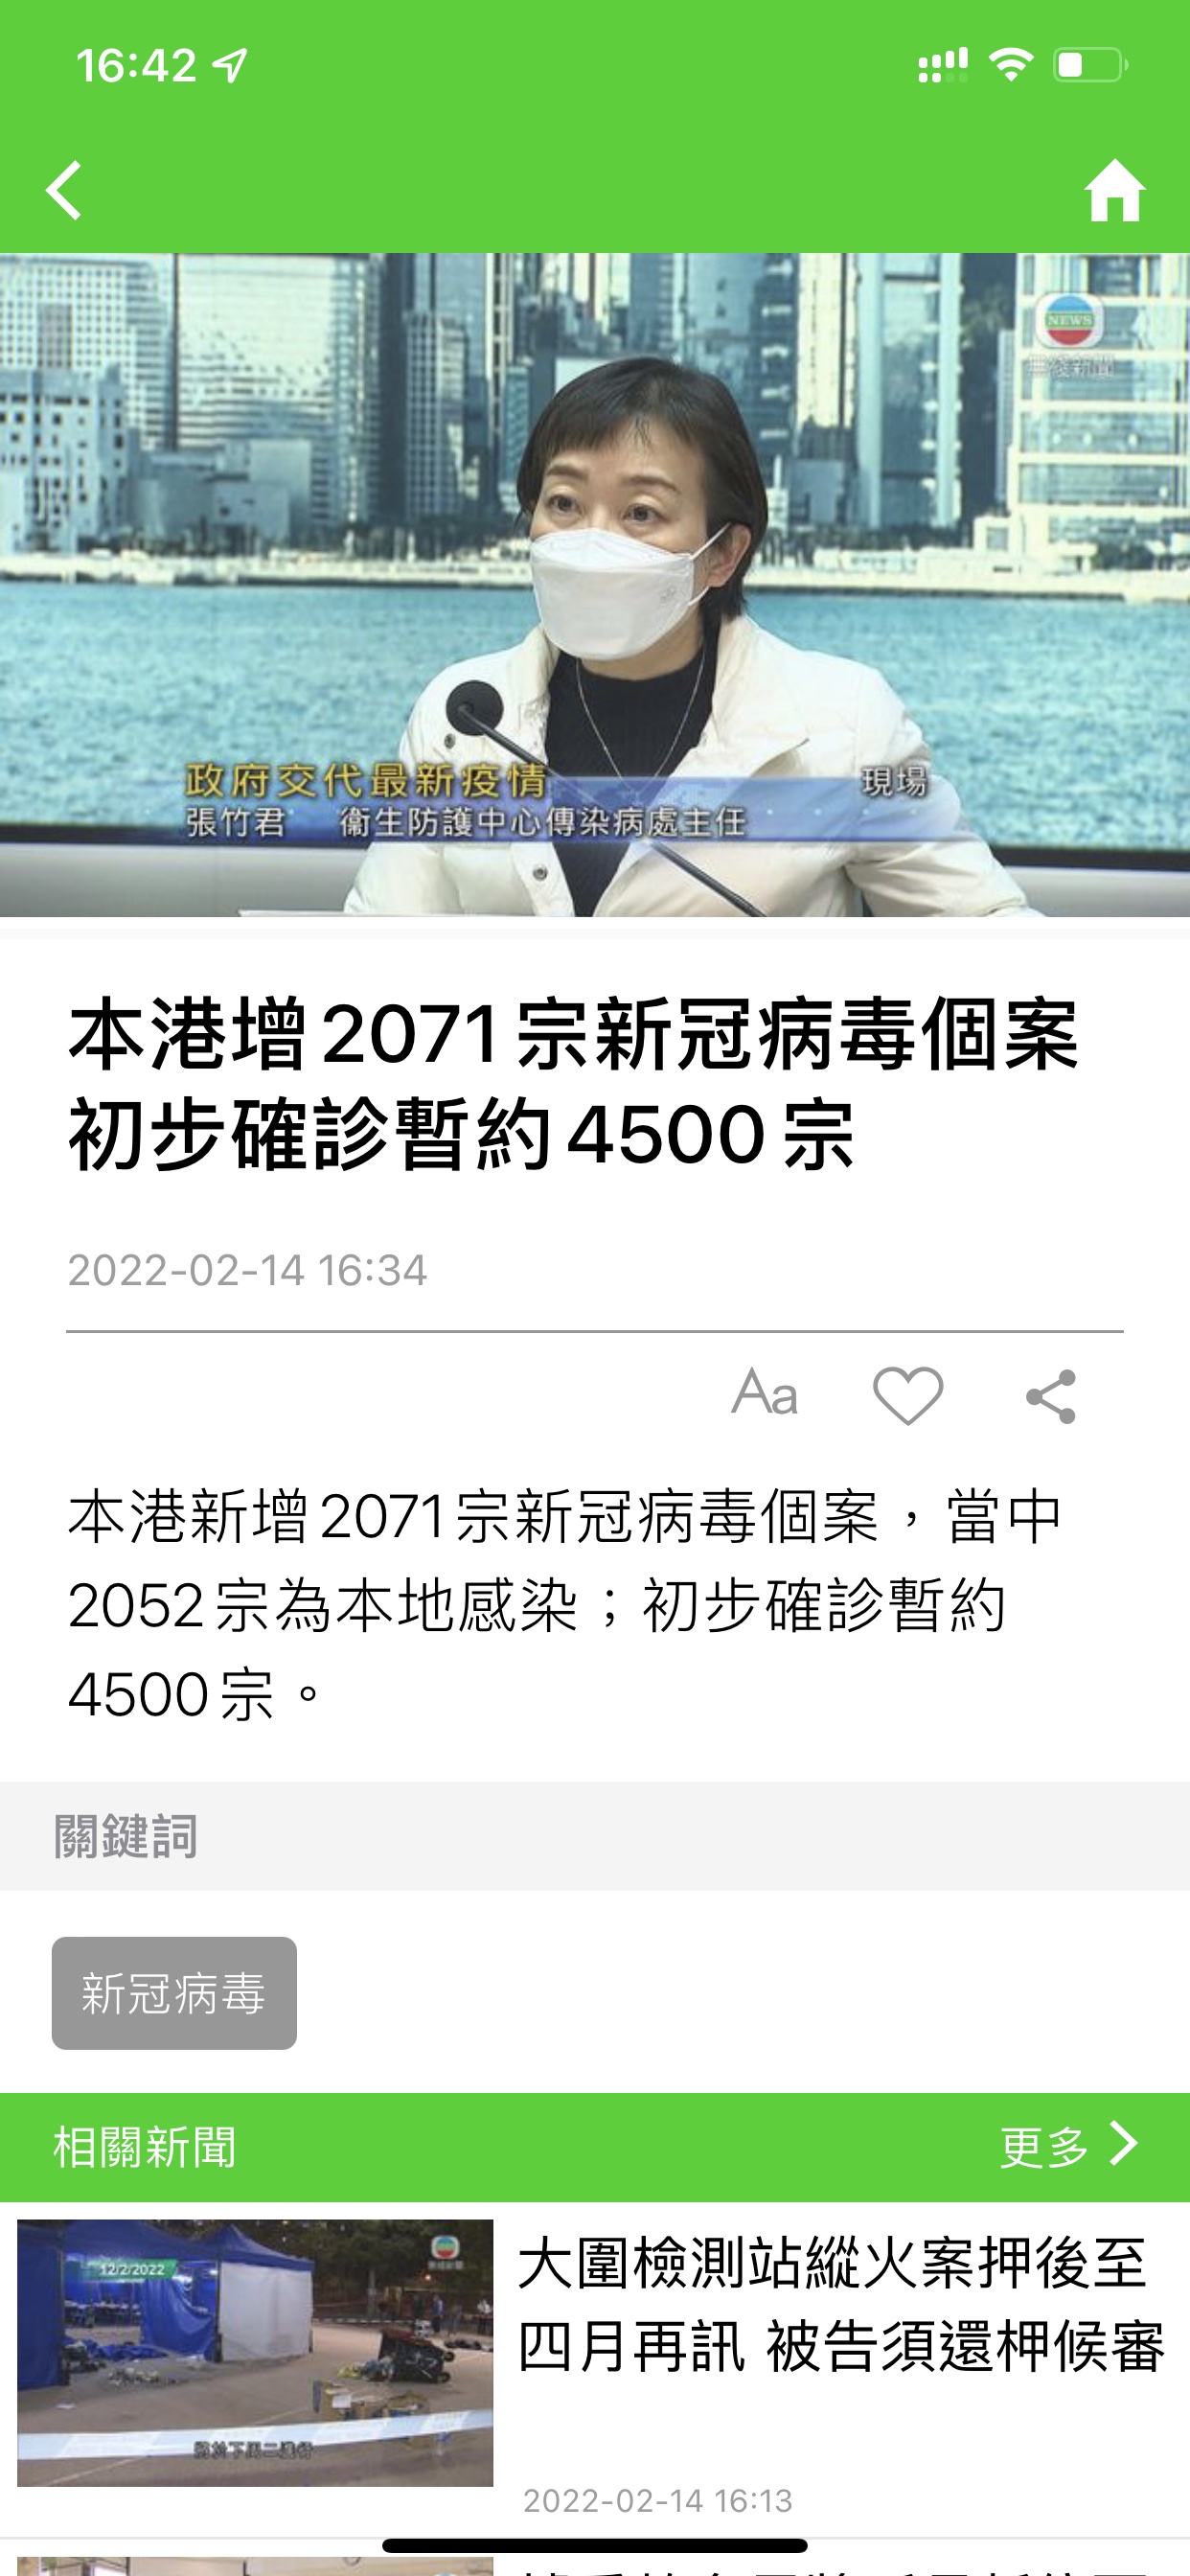 16:42
NEWS
無綫新聞
政府交代最新疫情 現場
張竹君 衞生防護中心傳染病處主任
本港增2071宗新冠病毒個案
初步確診暫約4500宗
2022-02-14 16:34
Aa
本港新增2071宗新冠病毒個案，當中
2052宗為本地感染；初步確診暫約
4500宗。
關鍵詞
新冠病毒
相關新聞 更多
12/2/2022
將於下周二進行
大圍檢測站縱火案押後至
四月再訊 被告須還柙候審
2022-02-14 16:13